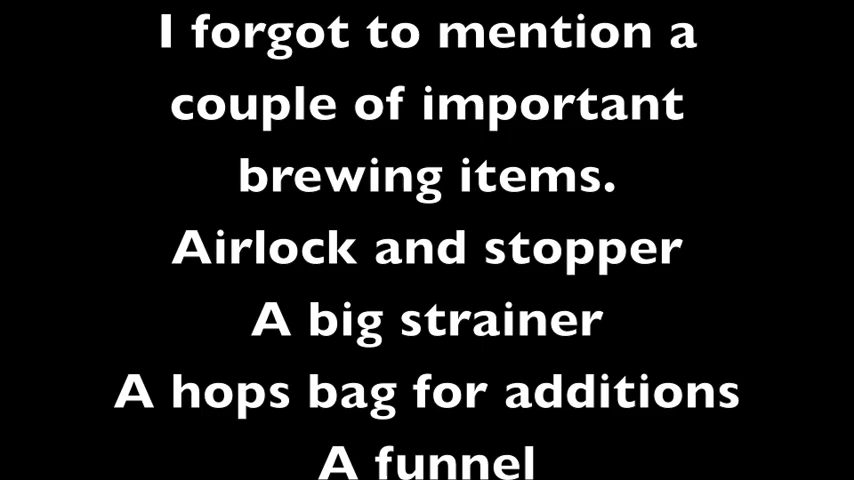 I forgot to mention a
couple of important
brewing items.
Airlock and stopper
A big strainer
A hops bag for additions
A funnel